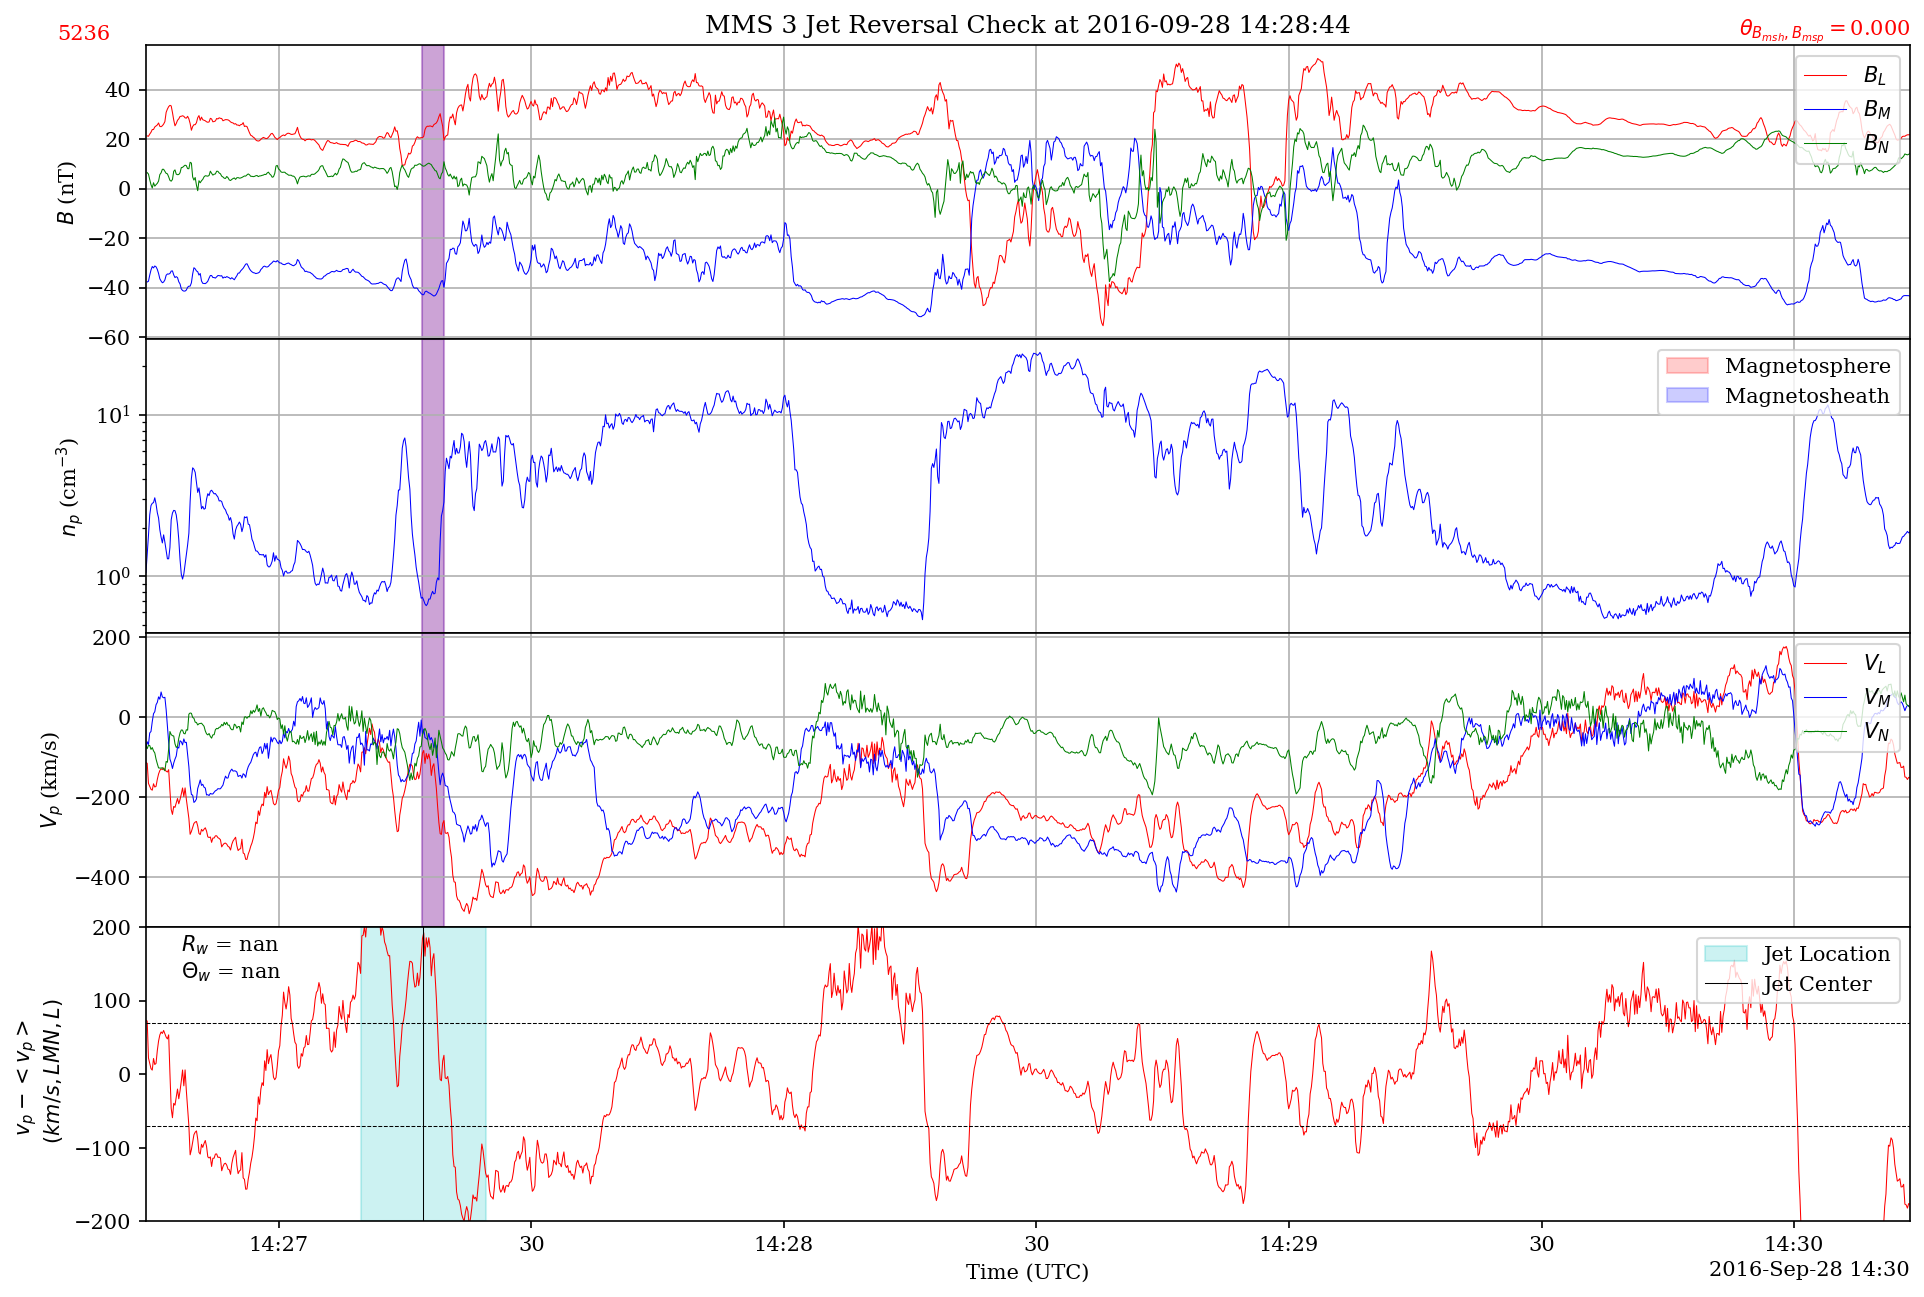 MMS 3 Jet Reversal Check at 2016-09-28 14:28:44
5236
θ_{B_{msh}, B_{msp}} = 0.000
B (nT)
40
20
0
−20
−40
−60
B_L
B_M
B_N
n_p (cm^{−3})
10^1
10^0
Magnetosphere
Magnetosheath
V_p (km/s)
200
0
−200
−400
V_L
V_M
V_N
v_p − < v_p >
(km/s, LMN, L)
200
100
0
−100
−200
R_w = nan
Θ_w = nan
Jet Location
Jet Center
14:27
30
14:28
30
14:29
30
14:30
Time (UTC)
2016-Sep-28 14:30